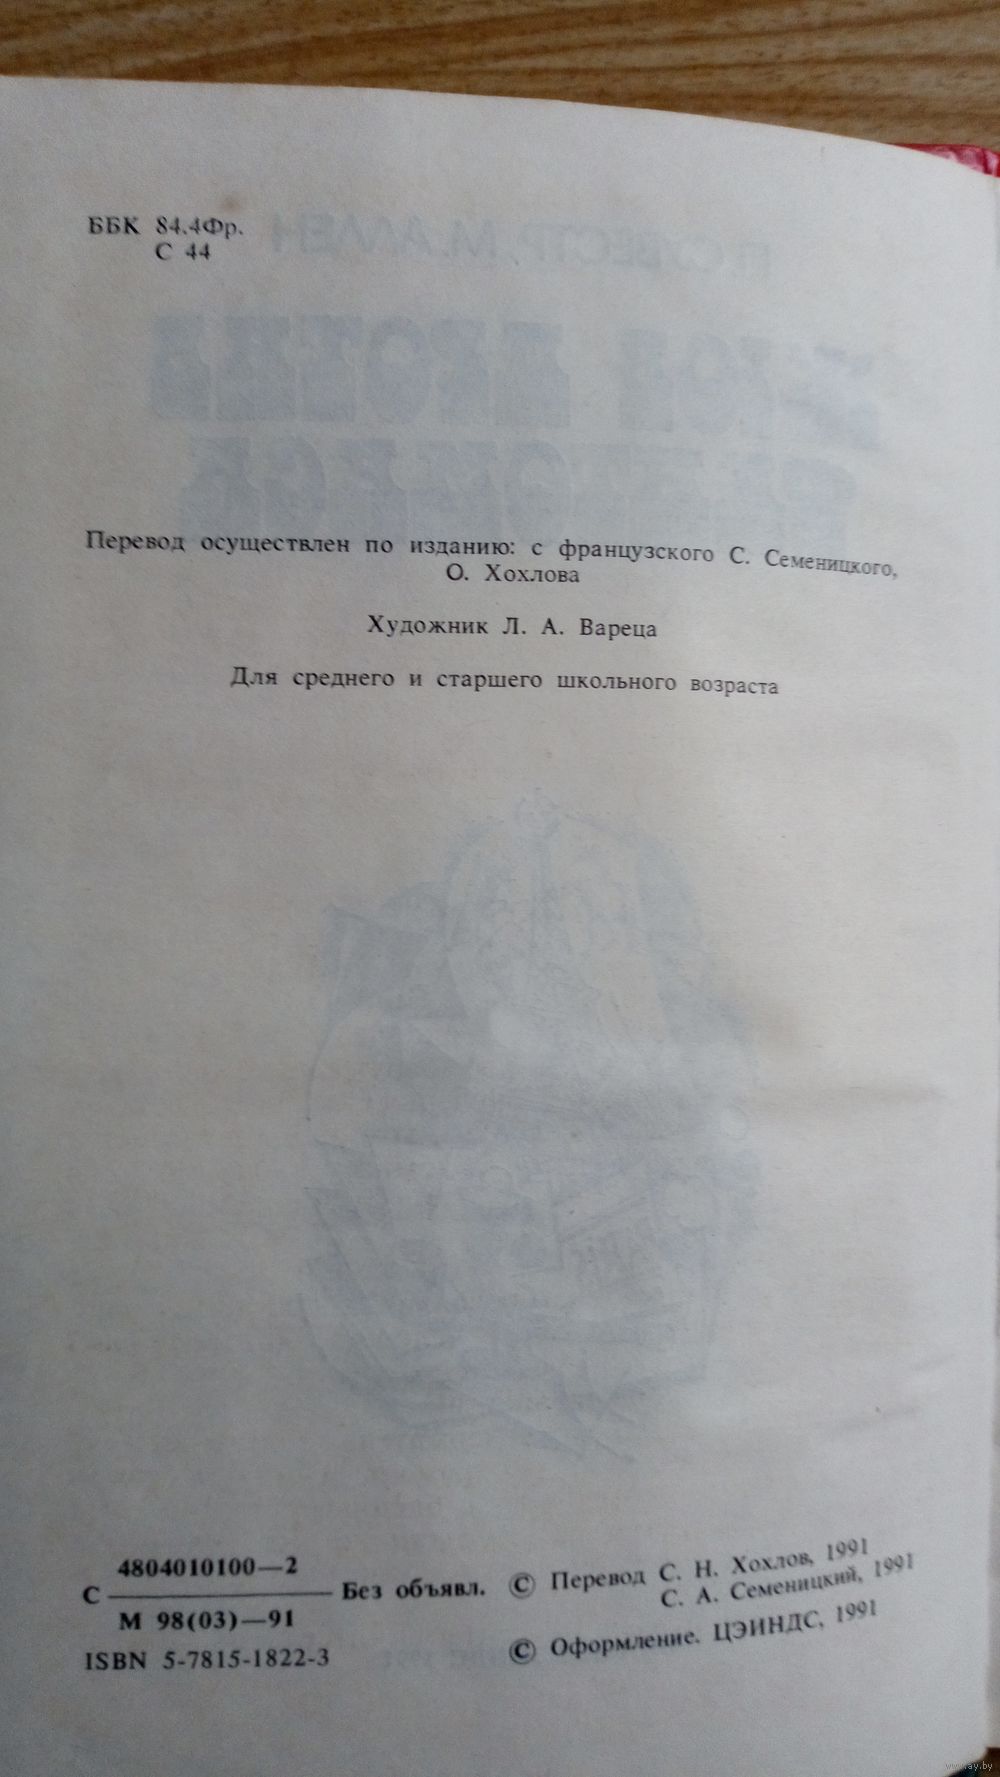 ББК 84.4Фр.
С 44
Перевод осуществлен по изданию: с французского С. Семеницкого,
О. Хохлова
Художник Л. А. Вареца
Для среднего и старшего школьного возраста
4804010100—2
С Без объявл.
М 98(03)—91
ISBN 5-7815-1822-3
© Перевод С. Н. Хохлов, 1991
С. А. Семеницкий, 1991
© Оформление. ЦЭИНДС, 1991